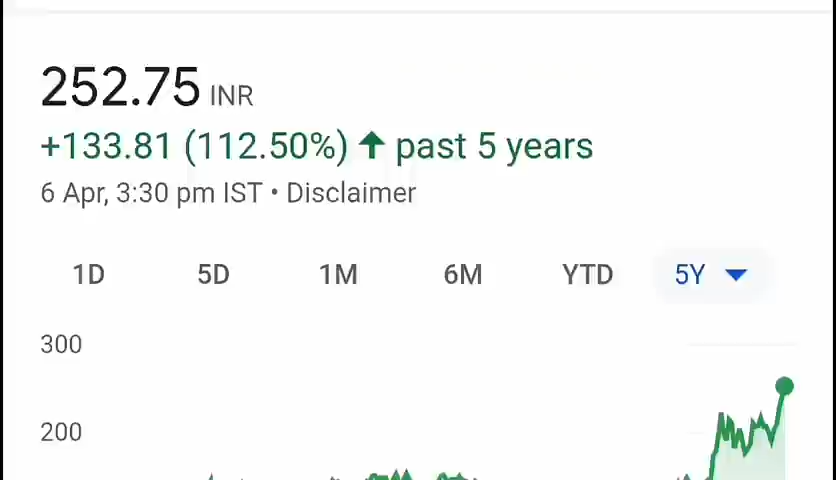 252.75 INR
+133.81 (112.50%) ↑ past 5 years
6 Apr, 3:30 pm IST • Disclaimer
1D 5D 1M 6M YTD 5Y
300
200